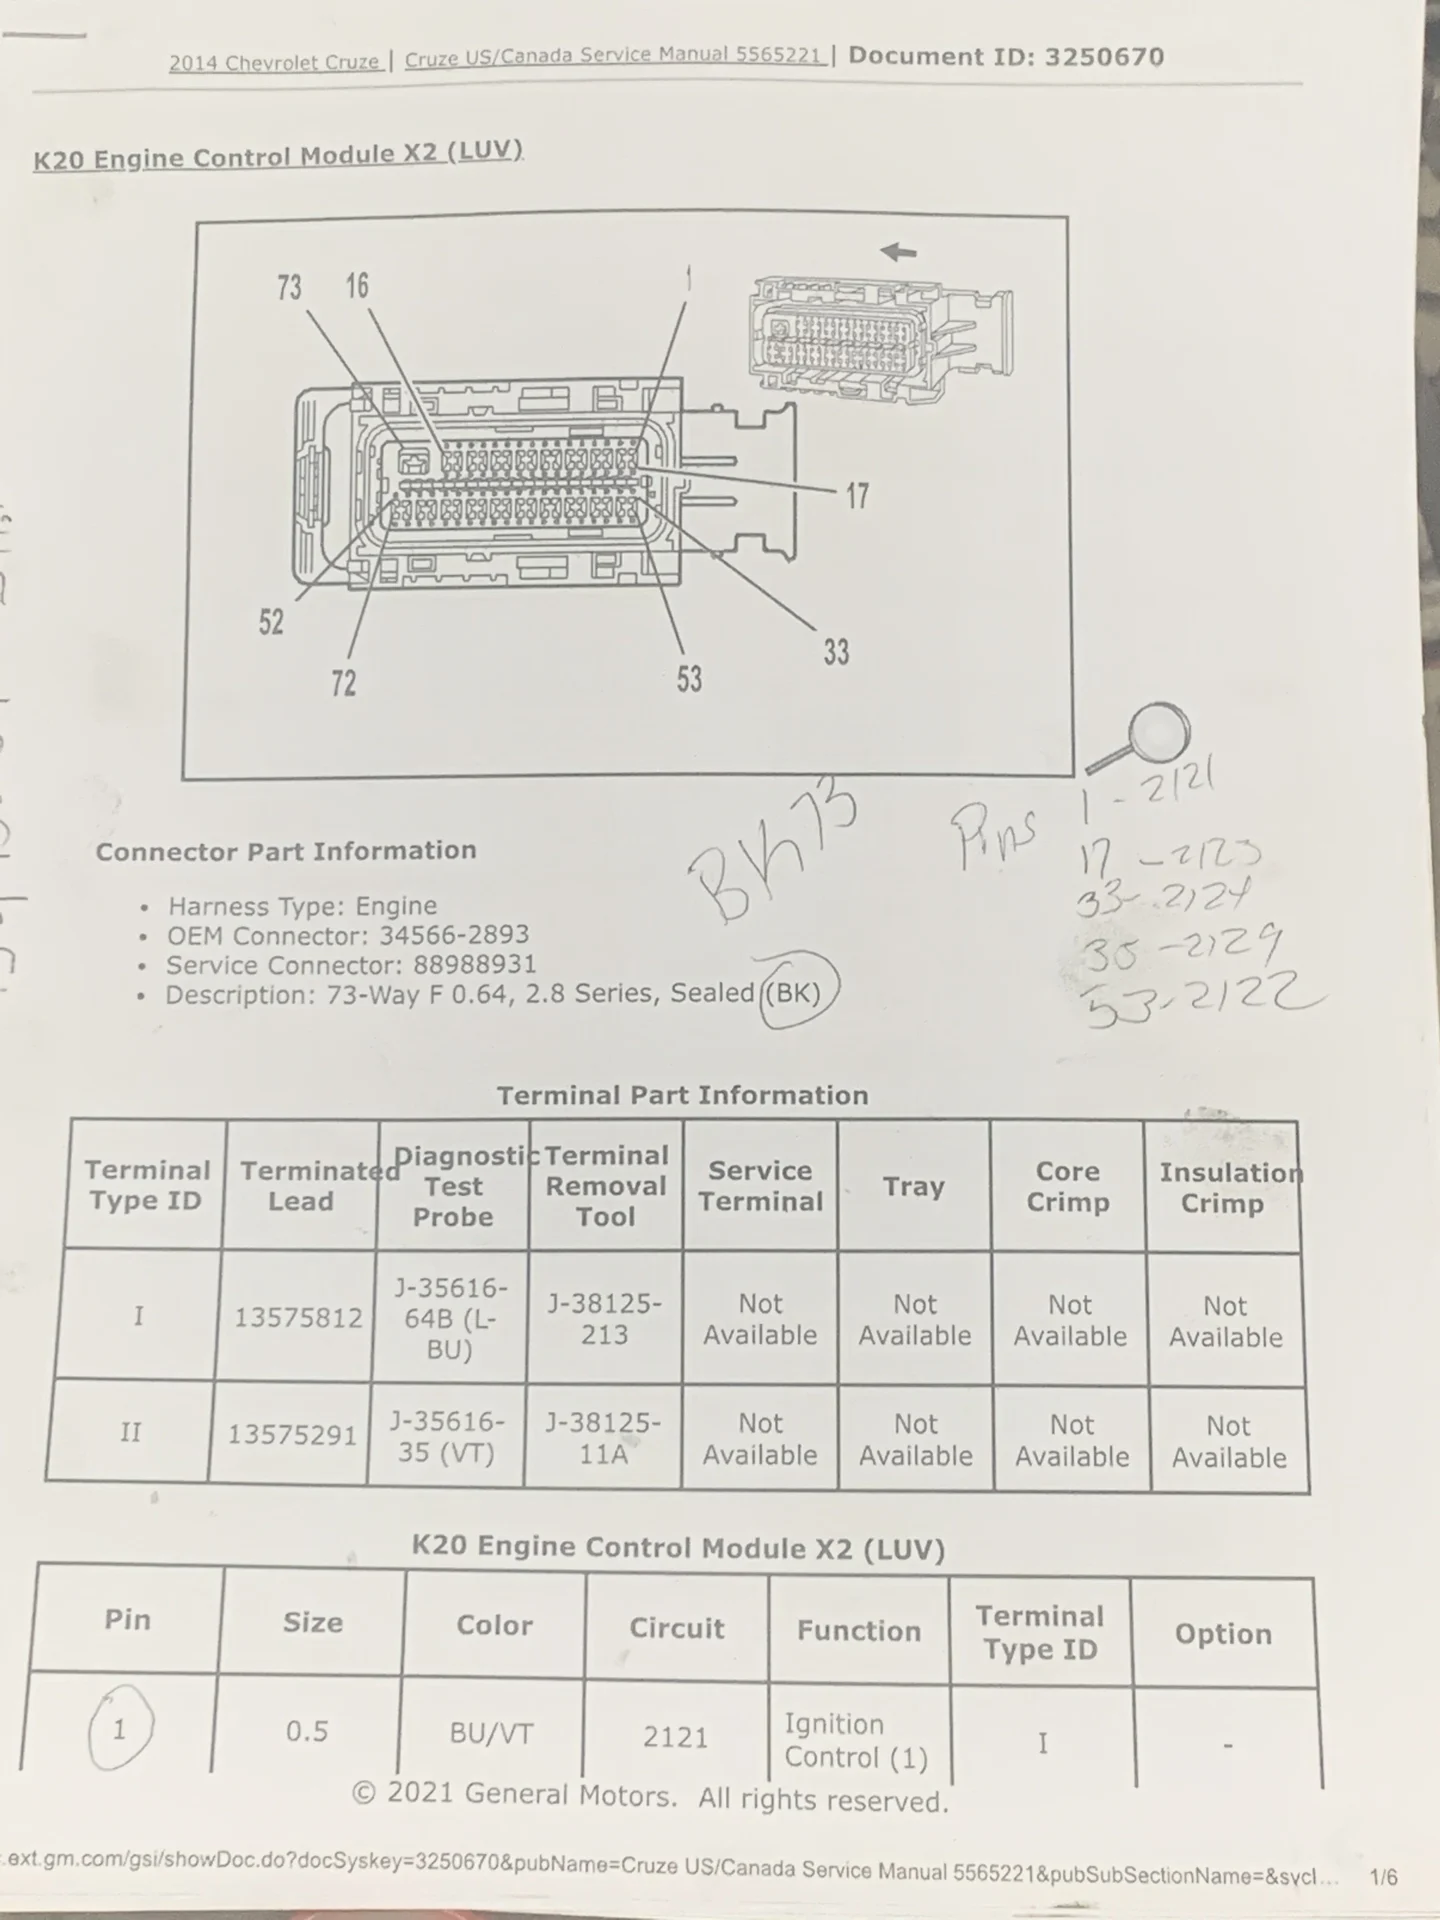 2014 Chevrolet Cruze | Cruze US/Canada Service Manual 5565221 | Document ID: 3250670
K20 Engine Control Module X2 (LUV)
73 16 1
17
52
33
72 53
BK 73
Pins 1 - 2121
17 - 2123
33 - 2124
- 2129
53 - 2122
Connector Part Information
• Harness Type: Engine
• OEM Connector: 34566-2893
• Service Connector: 88988931
• Description: 73-Way F 0.64, 2.8 Series, Sealed (BK)
Terminal Part Information
Terminal Type ID | Terminated Lead | Diagnostic Test Probe | Terminal Removal Tool | Service Terminal | Tray | Core Crimp | Insulation Crimp
I | 13575812 | J-35616-64B (L-BU) | J-38125-213 | Not Available | Not Available | Not Available | Not Available
II | 13575291 | J-35616-35 (VT) | J-38125-11A | Not Available | Not Available | Not Available | Not Available
K20 Engine Control Module X2 (LUV)
Pin | Size | Color | Circuit | Function | Terminal Type ID | Option
1 | 0.5 | BU/VT | 2121 | Ignition Control (1) | I | -
© 2021 General Motors. All rights reserved.
.ext.gm.com/gsi/showDoc.do?docSyskey=3250670&pubName=Cruze US/Canada Service Manual 5565221&pubSubSectionName=&sycl... 1/6